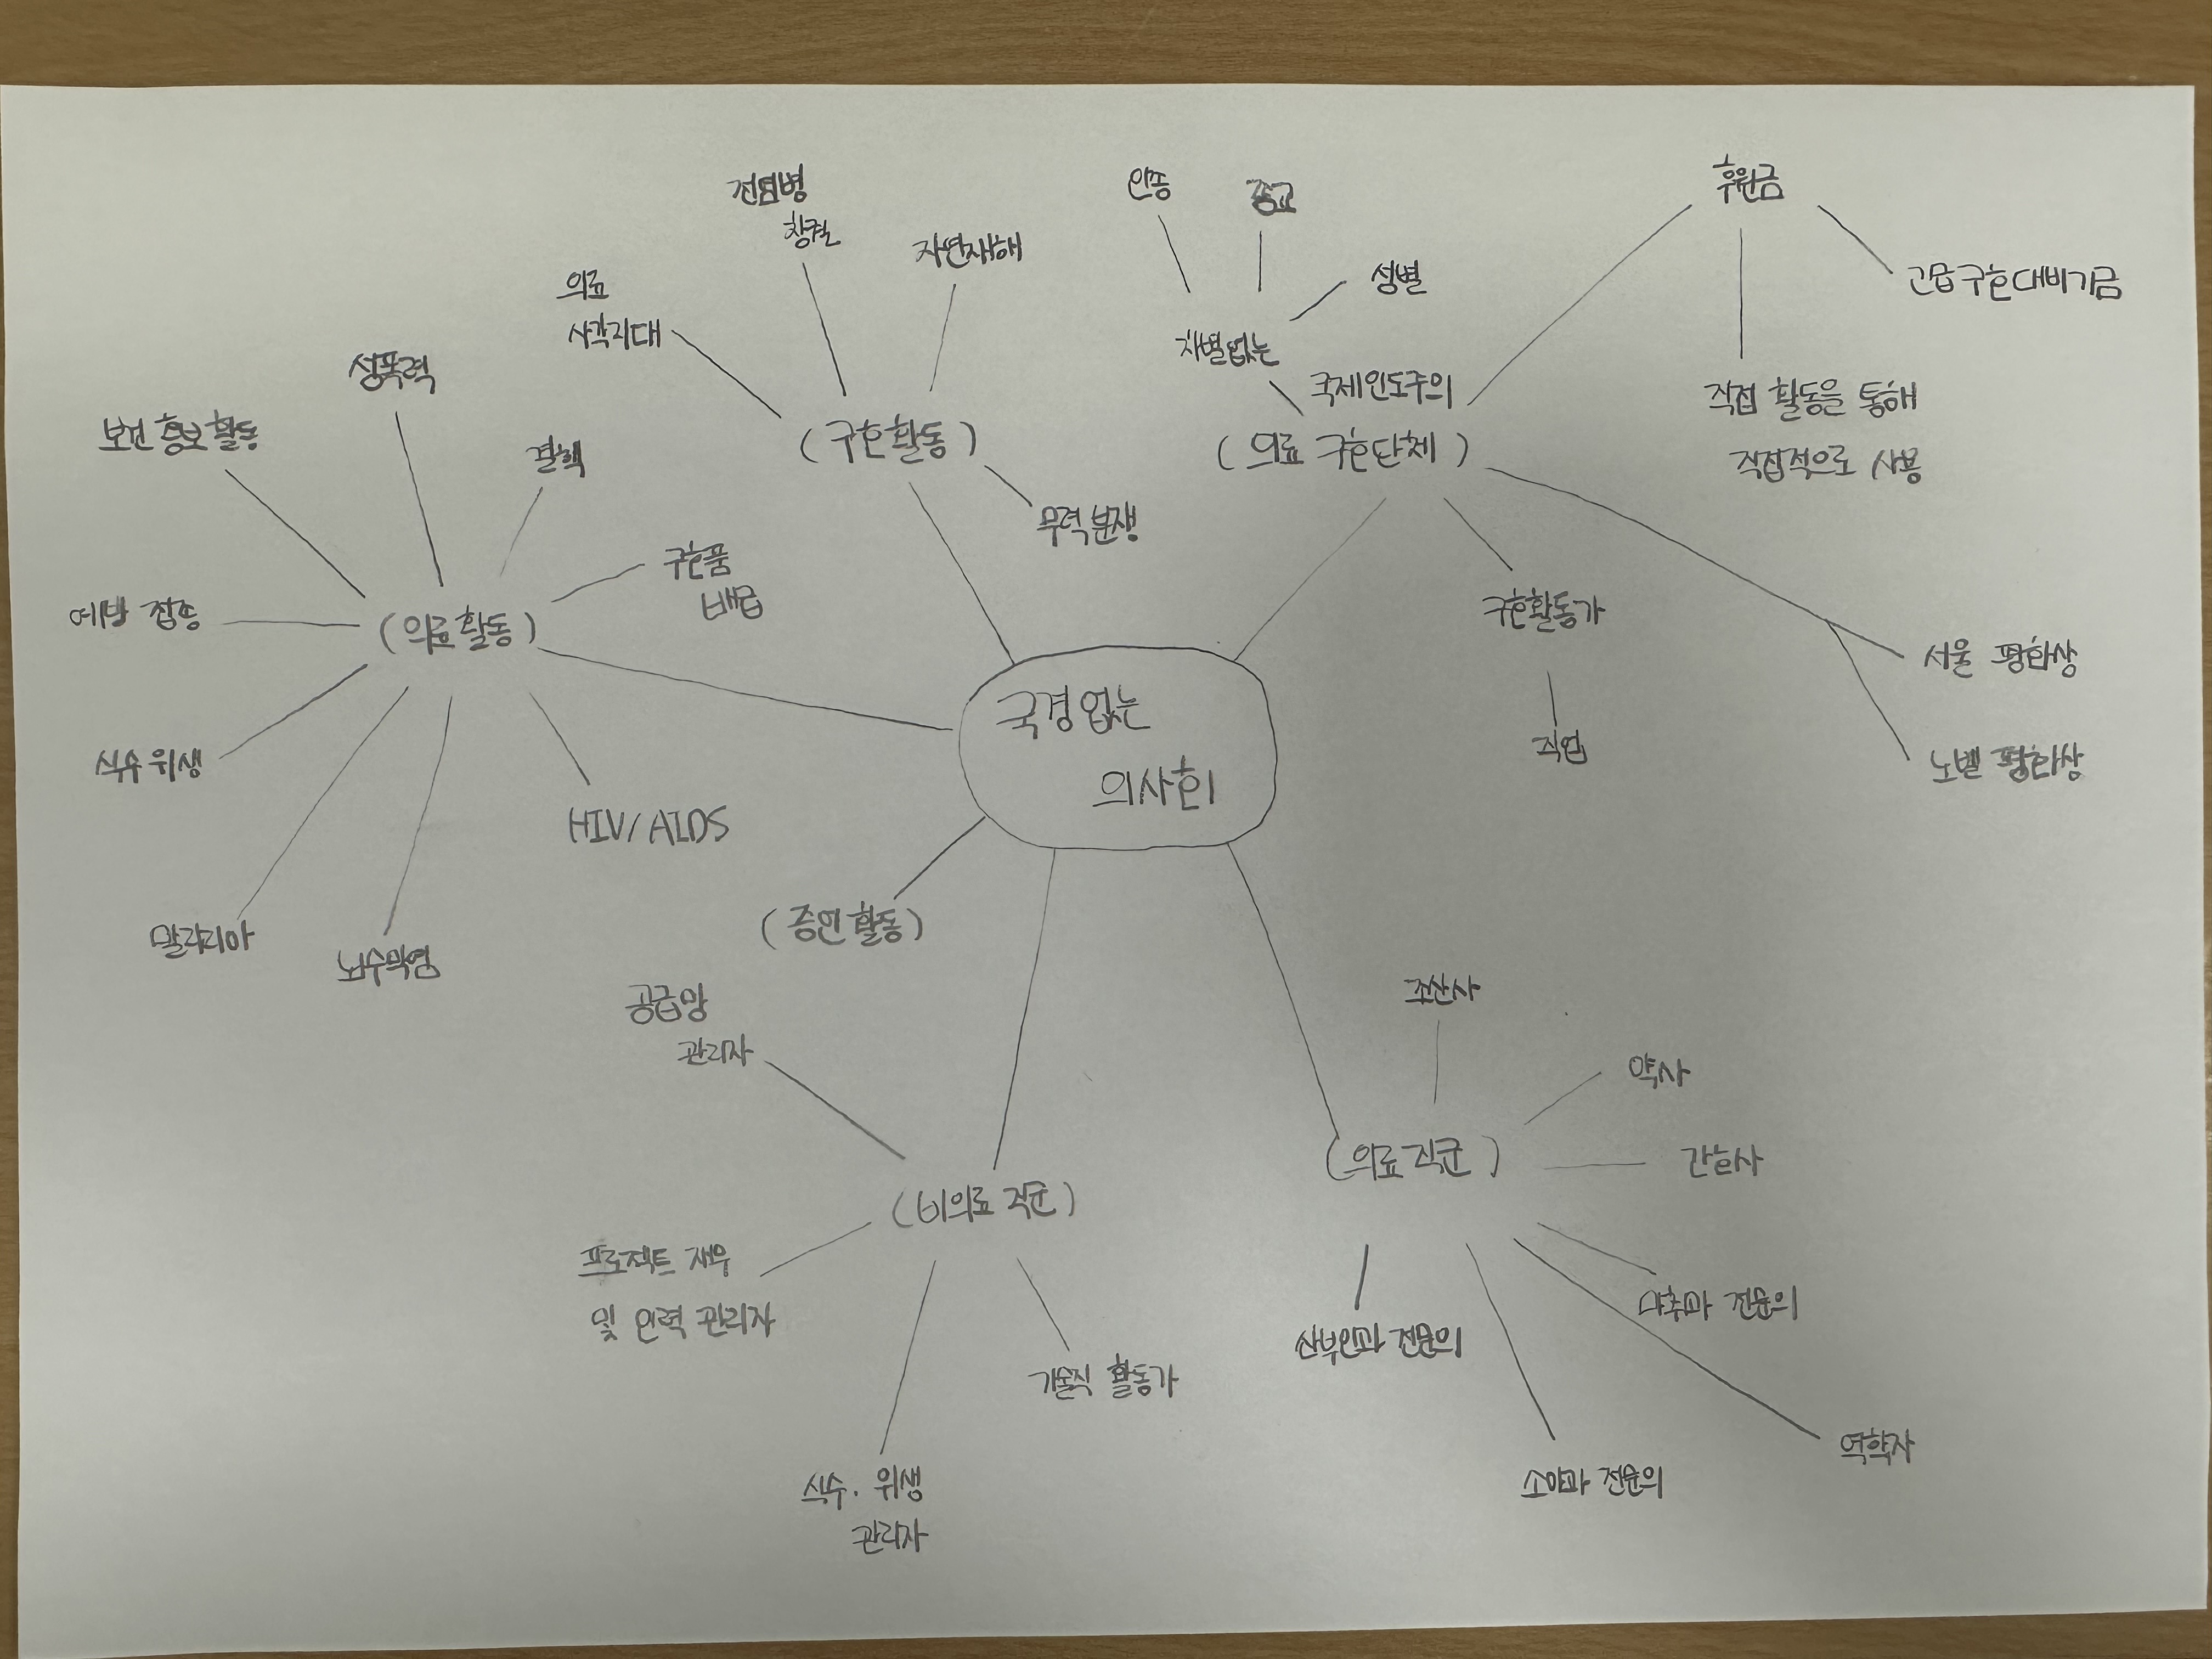 국경없는
의사회
(구호활동)
의료
사각지대
전염병
창궐
자연재해
무력분쟁
국제인도주의
(의료 구호단체)
차별없는
인종
종교
성별
후원금
긴급구호대비기금
직접 활동을 통해
직접적으로 사용
구호활동가
직업
서울 평화상
노벨 평화상
(의료활동)
보건 홍보 활동
성폭력
결핵
구호품
배급
예방 접종
식수 위생
말라리아
뇌수막염
HIV/AIDS
(증언 활동)
(비의료 직군)
공급망
관리자
프로젝트 재무
및 인력 관리자
식수. 위생
관리자
기술직 활동가
(의료 직군)
조산사
약사
간호사
마취과 전문의
역학자
소아과 전문의
산부인과 전문의